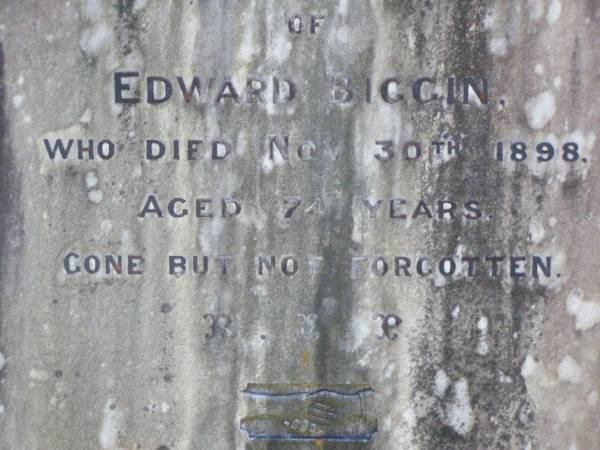 OF
EDWARD BIGGIN,
WHO DIED NOV 30TH 1898.
AGED 74 YEARS.
GONE BUT NOT FORGOTTEN.
R. I. P.